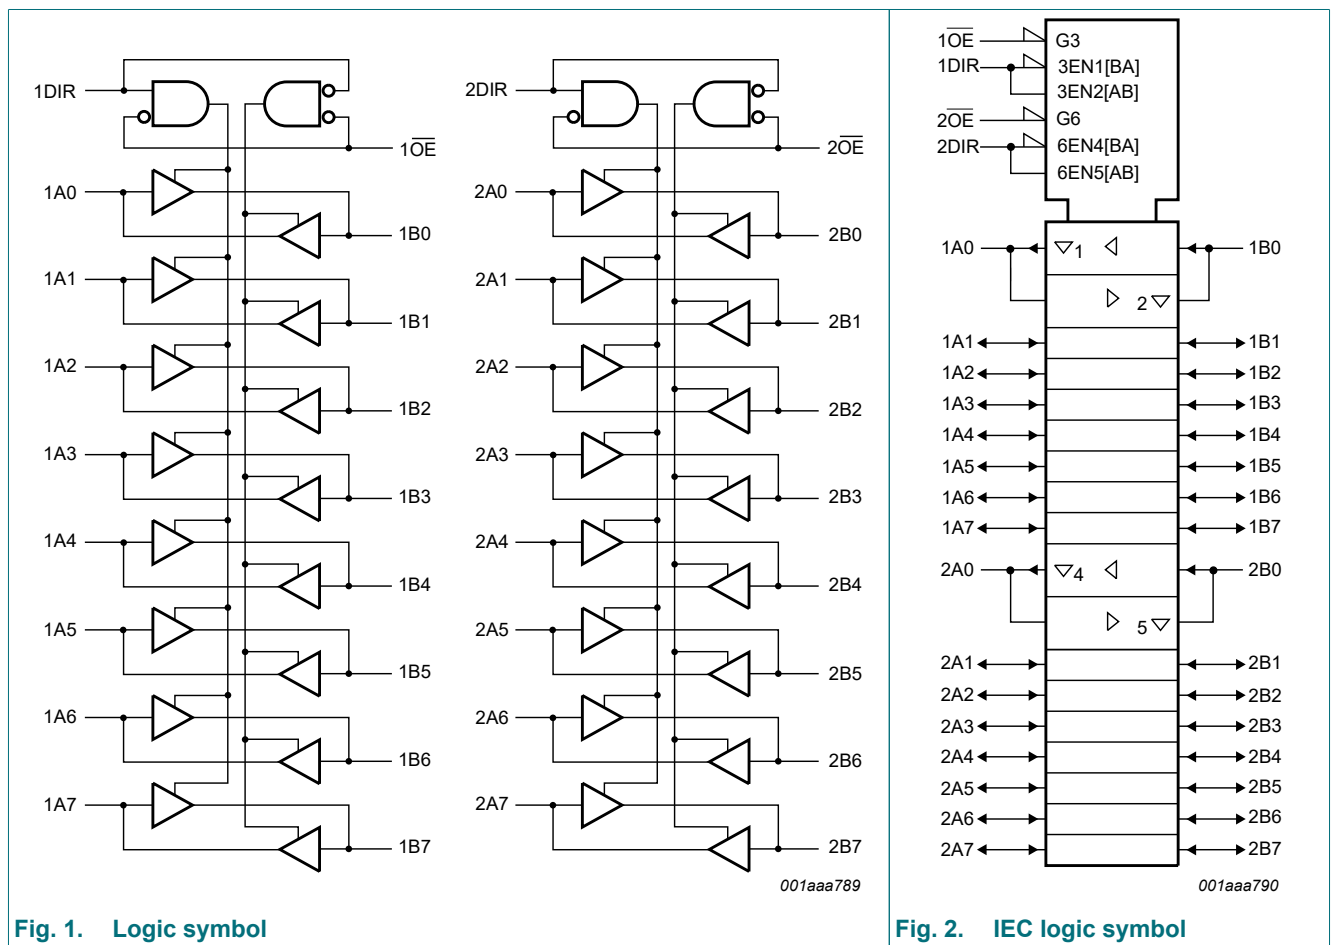 1DIR
1O̅E̅
1A0
1B0
1A1
1B1
1A2
1B2
1A3
1B3
1A4
1B4
1A5
1B5
1A6
1B6
1A7
1B7
2DIR
2O̅E̅
2A0
2B0
2A1
2B1
2A2
2B2
2A3
2B3
2A4
2B4
2A5
2B5
2A6
2B6
2A7
2B7
001aaa789
Fig. 1. Logic symbol
1O̅E̅ G3
1DIR 3EN1[BA]
3EN2[AB]
2O̅E̅ G6
2DIR 6EN4[BA]
6EN5[AB]
1A0 1 1B0
2
1A1 1B1
1A2 1B2
1A3 1B3
1A4 1B4
1A5 1B5
1A6 1B6
1A7 1B7
2A0 4 2B0
5
2A1 2B1
2A2 2B2
2A3 2B3
2A4 2B4
2A5 2B5
2A6 2B6
2A7 2B7
001aaa790
Fig. 2. IEC logic symbol